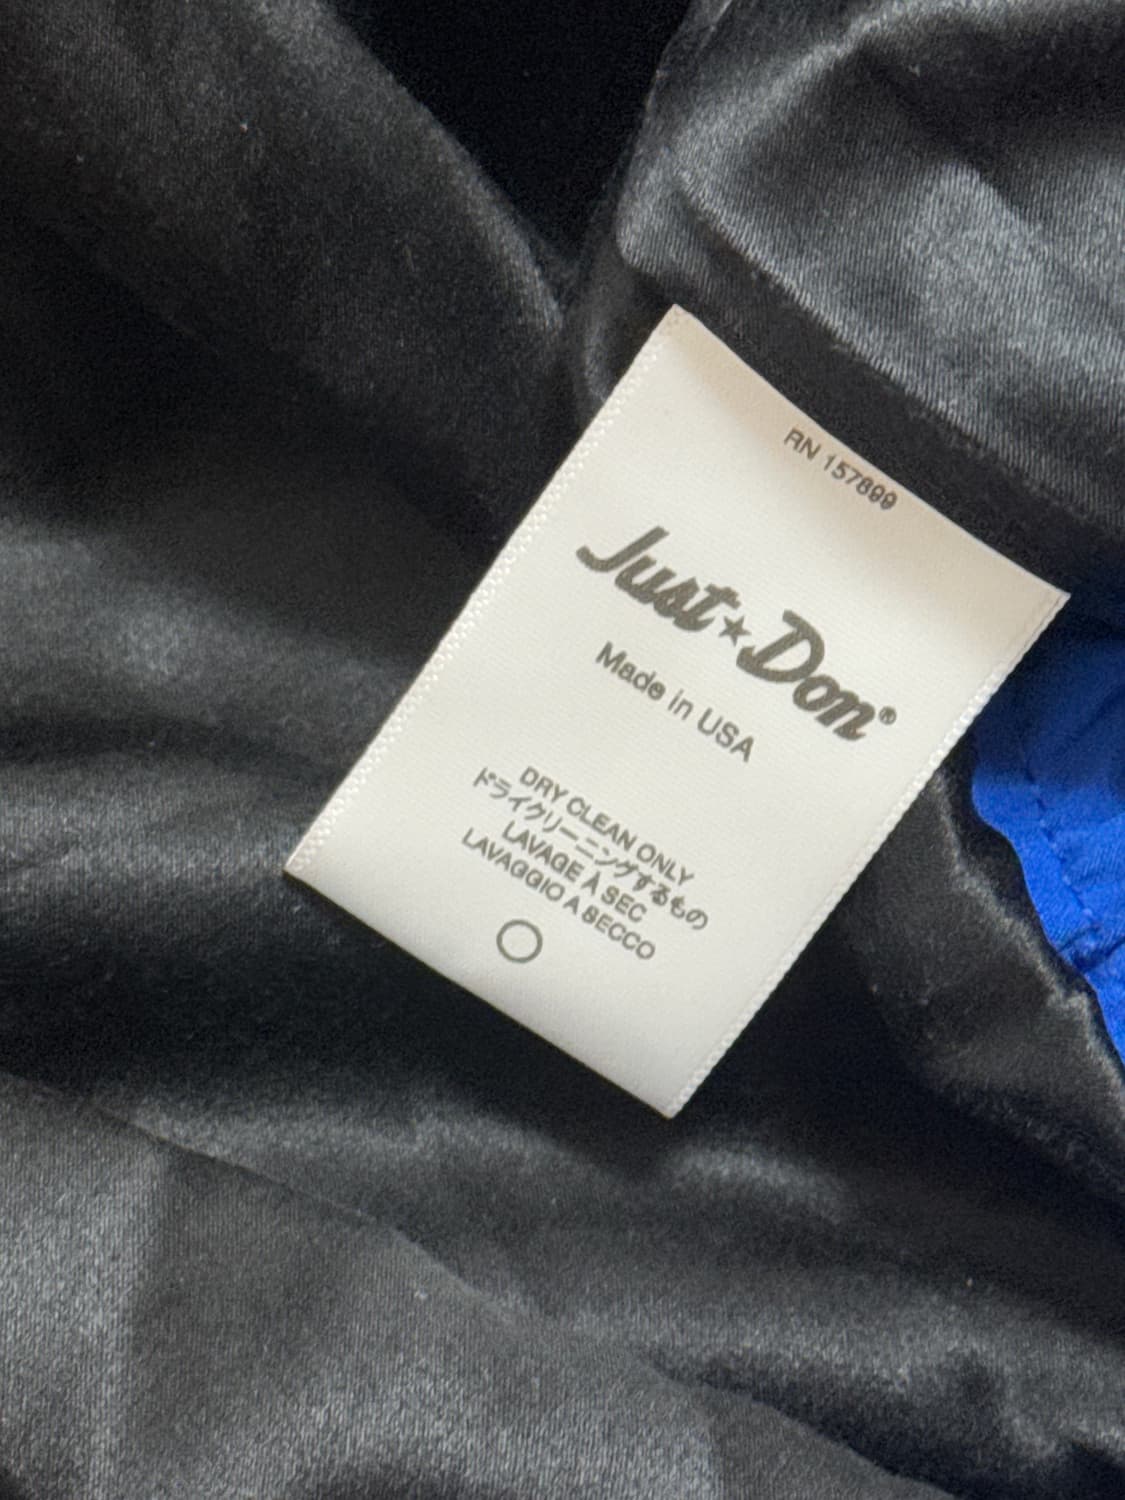 RN 157899
Just★Don®
Made in USA
DRY CLEAN ONLY
ドライクリーニングするもの
LAVAGE À SEC
LAVAGGIO A SECCO